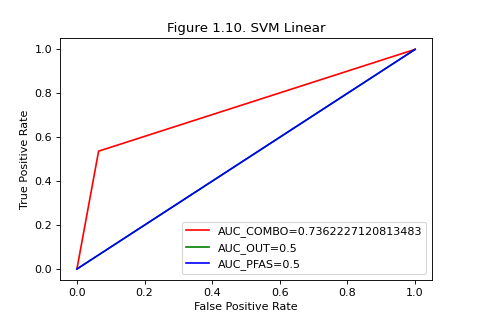 Figure 1.10. SVM Linear
True Positive Rate
1.0
0.8
0.6
0.4
0.2
0.0
AUC_COMBO=0.7362227120813483
AUC_OUT=0.5
AUC_PFAS=0.5
0.0 0.2 0.4 0.6 0.8 1.0
False Positive Rate